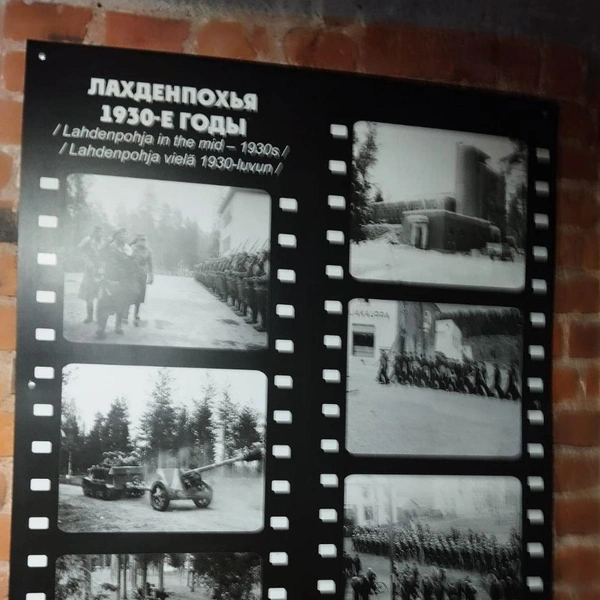 ЛАХДЕНПОХЬЯ
1930-Е ГОДЫ
/ Lahdenpohja in the mid – 1930s /
/ Lahdenpohja vielä 1930-luvun /